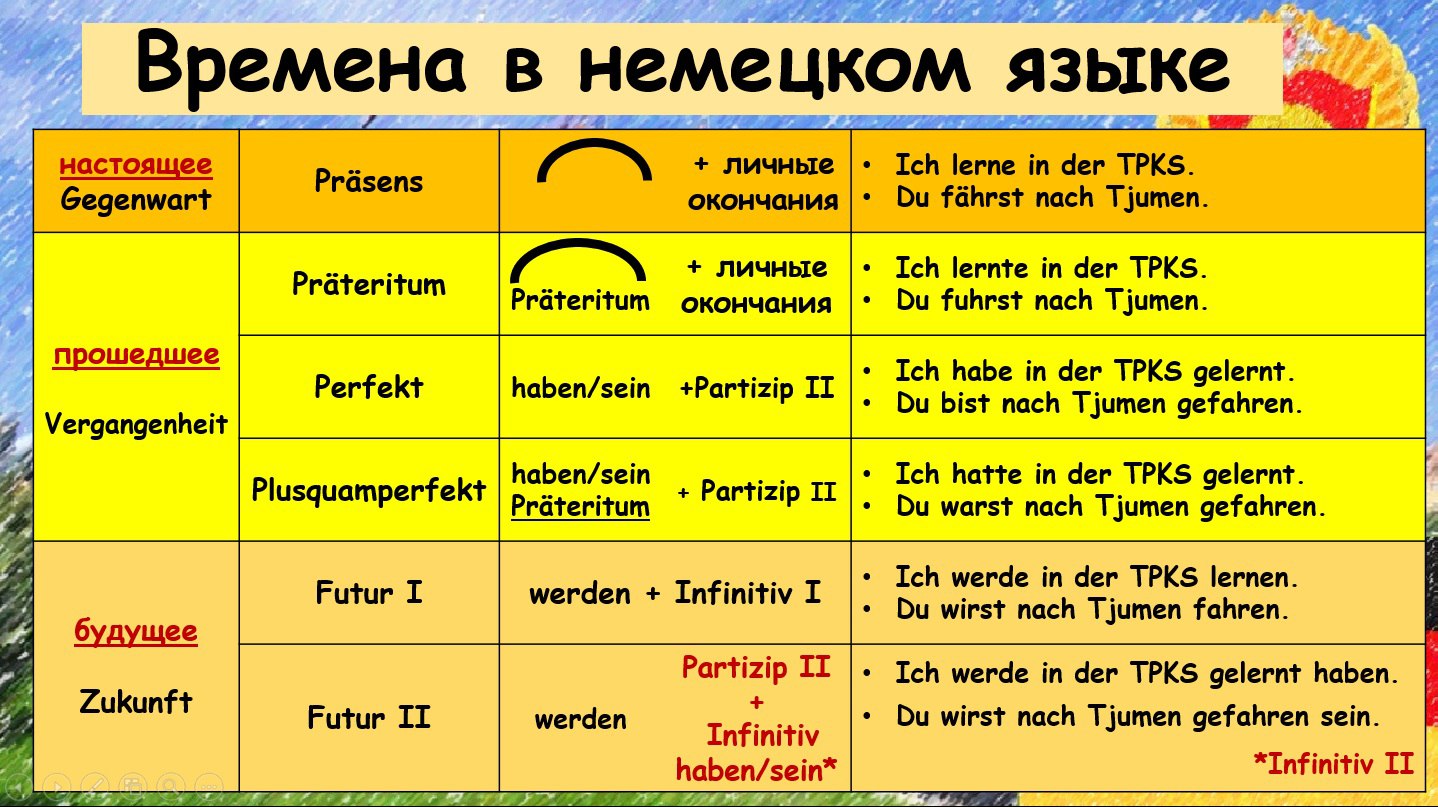 Времена в немецком языке
настоящее
Gegenwart
Präsens
+ личные
окончания
• Ich lerne in der TPKS.
• Du fährst nach Tjumen.
прошедшее
Vergangenheit
Präteritum
Präteritum
+ личные
окончания
• Ich lernte in der TPKS.
• Du fuhrst nach Tjumen.
Perfekt
haben/sein +Partizip II
• Ich habe in der TPKS gelernt.
• Du bist nach Tjumen gefahren.
Plusquamperfekt
haben/sein
Präteritum
+ Partizip II
• Ich hatte in der TPKS gelernt.
• Du warst nach Tjumen gefahren.
будущее
Zukunft
Futur I
werden + Infinitiv I
• Ich werde in der TPKS lernen.
• Du wirst nach Tjumen fahren.
Futur II
werden
Partizip II
+
Infinitiv
haben/sein*
• Ich werde in der TPKS gelernt haben.
• Du wirst nach Tjumen gefahren sein.
*Infinitiv II